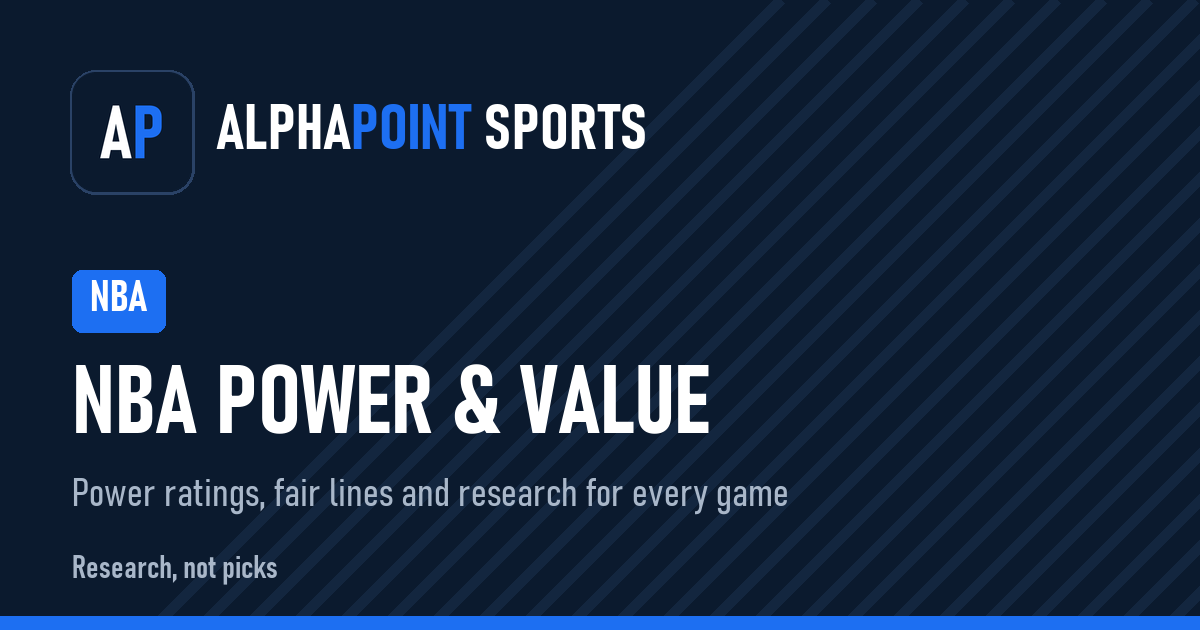 AP
ALPHAPOINT SPORTS
NBA
NBA POWER & VALUE
Power ratings, fair lines and research for every game
Research, not picks